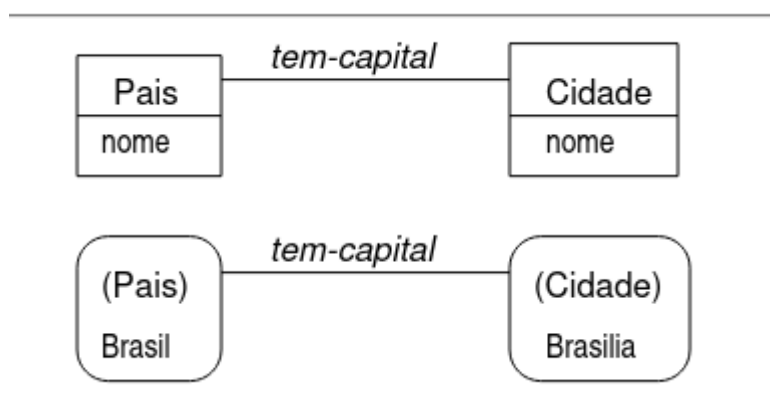 tem-capital
Pais
Cidade
nome
nome
tem-capital
(Pais)
(Cidade)
Brasil
Brasilia